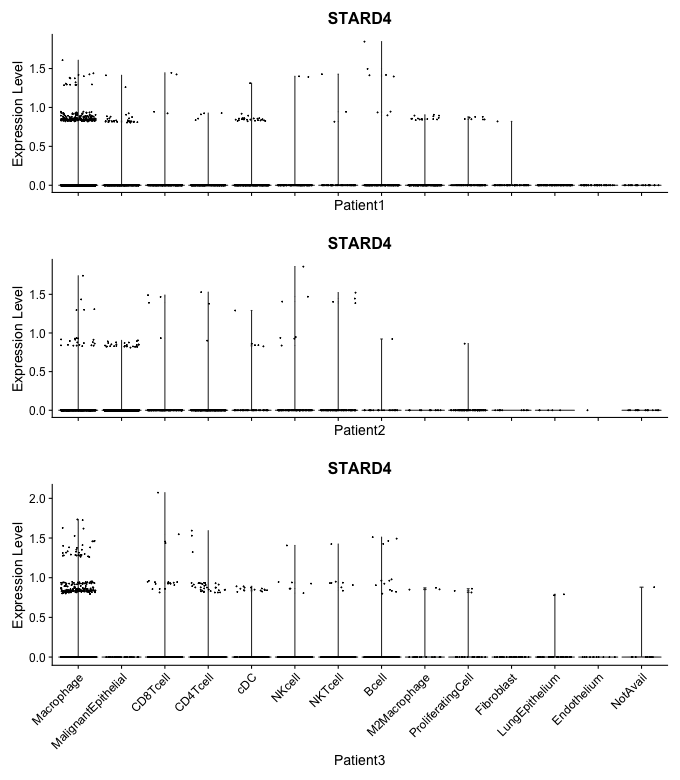 STARD4
Expression Level
1.5
1.0
0.5
0.0
Patient1
STARD4
Expression Level
1.5
1.0
0.5
0.0
Patient2
STARD4
Expression Level
2.0
1.5
1.0
0.5
0.0
Macrophage
MalignantEpithelial
CD8Tcell
CD4Tcell
cDC
NKcell
NKTcell
Bcell
M2Macrophage
ProliferatingCell
Fibroblast
LungEpithelium
Endothelium
NotAvail
Patient3